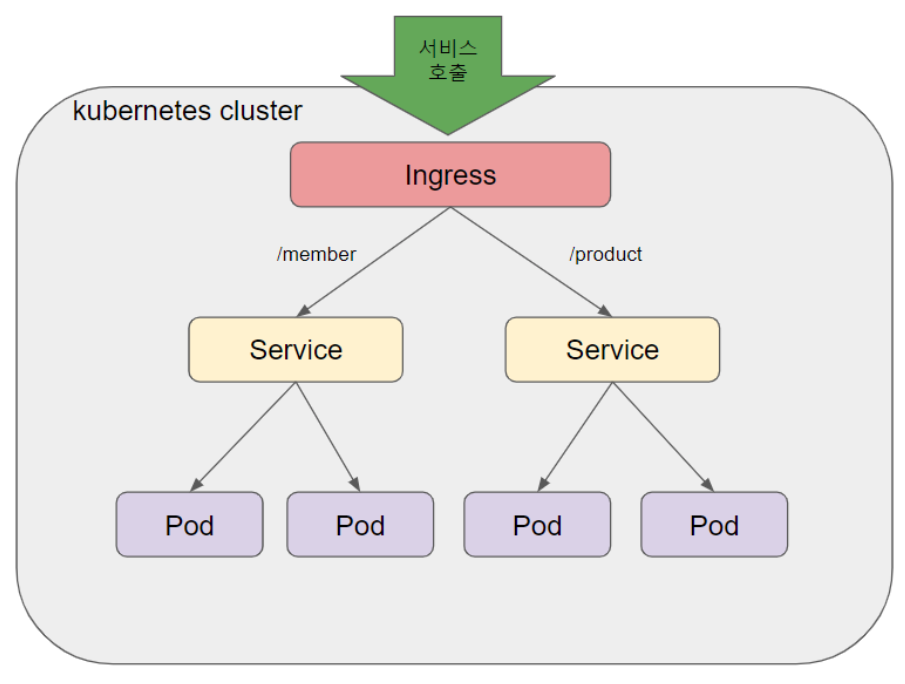 서비스
호출
kubernetes cluster
Ingress
/member
/product
Service
Service
Pod
Pod
Pod
Pod